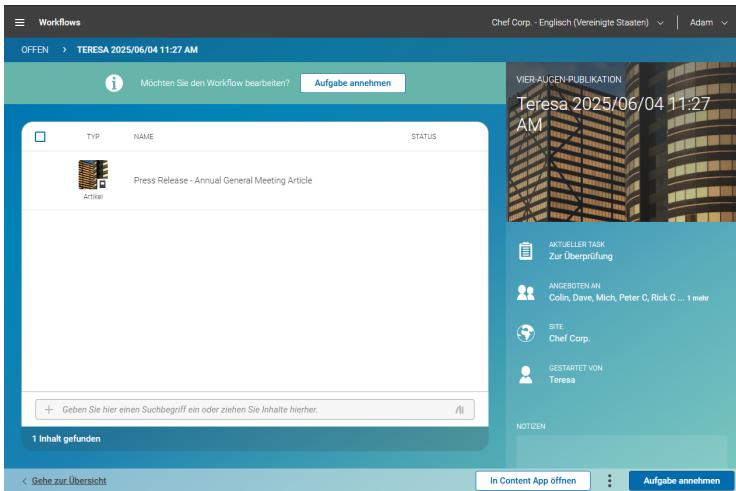 Workflows
Chef Corp. - Englisch (Vereinigte Staaten)
Adam
OFFEN > TERESA 2025/06/04 11:27 AM
Möchten Sie den Workflow bearbeiten?
Aufgabe annehmen
TYP
NAME
STATUS
Artikel
Press Release - Annual General Meeting Article
Geben Sie hier einen Suchbegriff ein oder ziehen Sie Inhalte hierher.
1 Inhalt gefunden
VIER-AUGEN-PUBLIKATION
Teresa 2025/06/04 11:27
AM
AKTUELLER TASK
Zur Überprüfung
ANGEBOTEN AN
Colin, Dave, Mich, Peter C, Rick C ... 1 mehr
SITE
Chef Corp.
GESTARTET VON
Teresa
NOTIZEN
< Gehe zur Übersicht
In Content App öffnen
Aufgabe annehmen